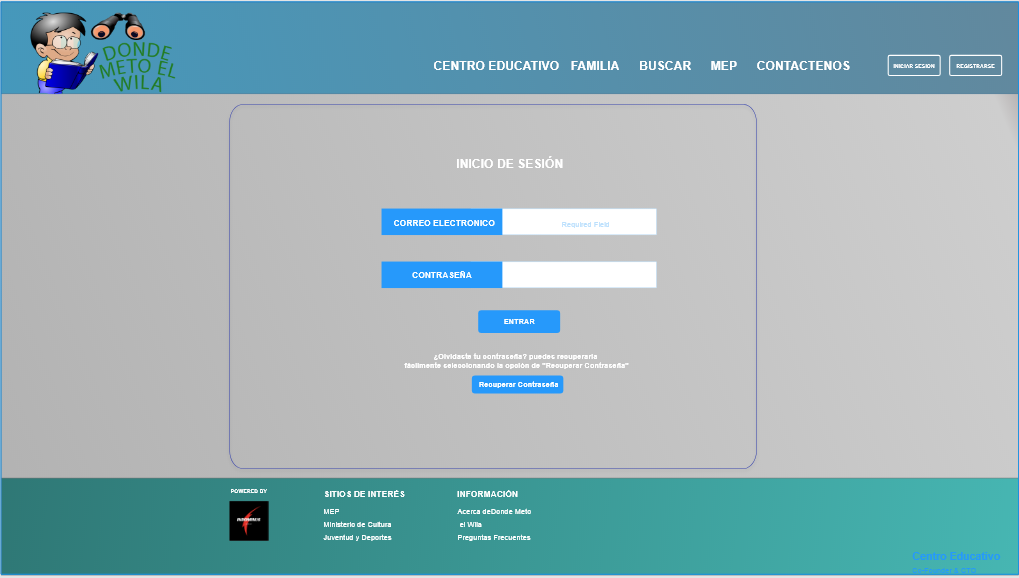 DONDE
METO EL
WILA
CENTRO EDUCATIVO FAMILIA BUSCAR MEP CONTACTENOS
INICIAR SESION REGISTRARSE
INICIO DE SESIÓN
CORREO ELECTRONICO Required Field
CONTRASEÑA
ENTRAR
¿Olvidaste tu contraseña? puedes recuperarla
fácilmente seleccionando la opción de "Recuperar Contraseña"
Recuperar Contraseña
POWERED BY
SITIOS DE INTERÉS
MEP
Ministerio de Cultura
Juventud y Deportes
INFORMACIÓN
Acerca deDonde Meto
el Wila
Preguntas Frecuentes
Centro Educativo
Co-Founder & CTO